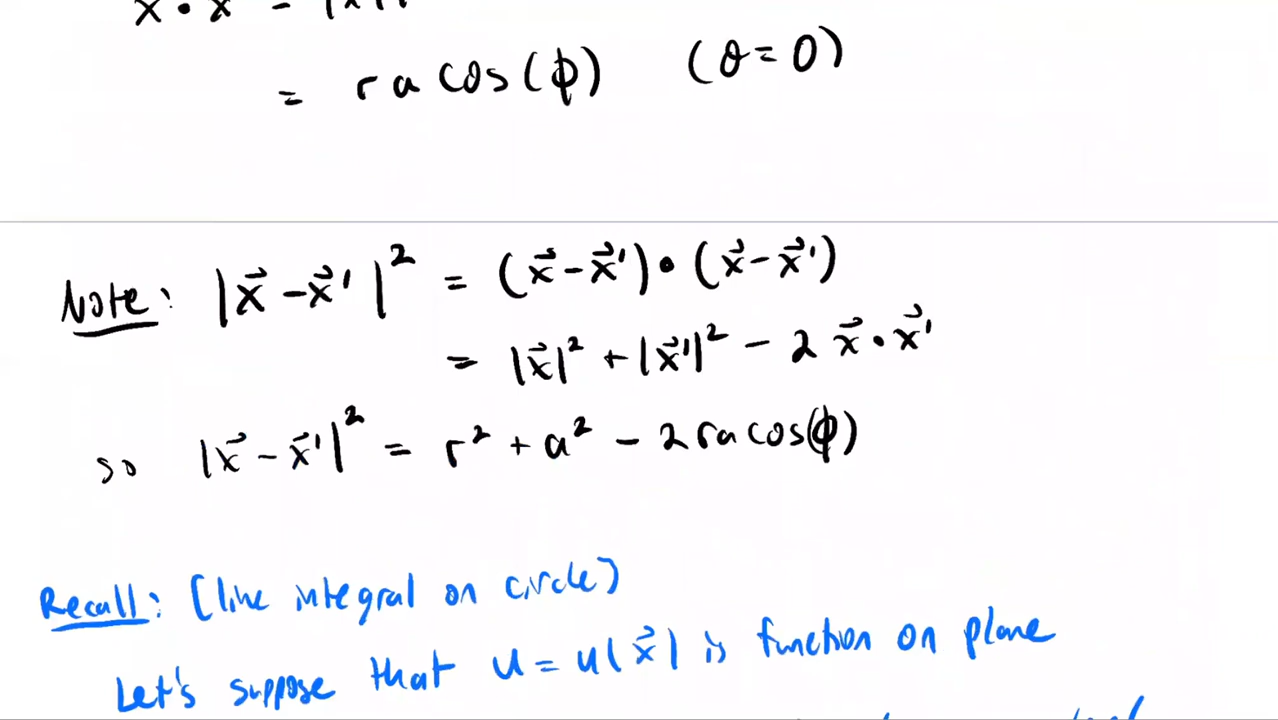 x⃗ • x⃗' = |x⃗||
= r a cos(φ) (θ = 0)
Note: |x⃗ - x⃗'|² = (x⃗ - x⃗') • (x⃗ - x⃗')
= |x⃗|² + |x⃗'|² - 2 x⃗ • x⃗'
so |x⃗ - x⃗'|² = r² + a² - 2 r a cos(φ)
Recall: (line integral on circle)
Let's suppose that u = u(x⃗) is function on plane